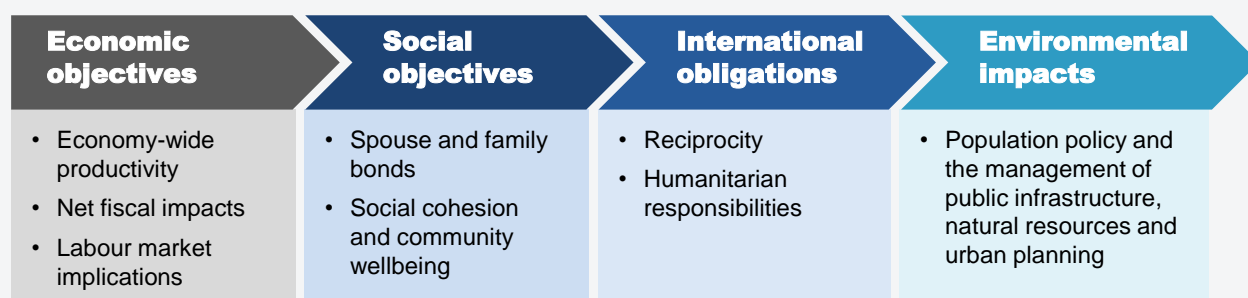 Economic
objectives
• Economy-wide
productivity
• Net fiscal impacts
• Labour market
implications
Social
objectives
• Spouse and family
bonds
• Social cohesion
and community
wellbeing
International
obligations
• Reciprocity
• Humanitarian
responsibilities
Environmental
impacts
• Population policy and
the management of
public infrastructure,
natural resources and
urban planning